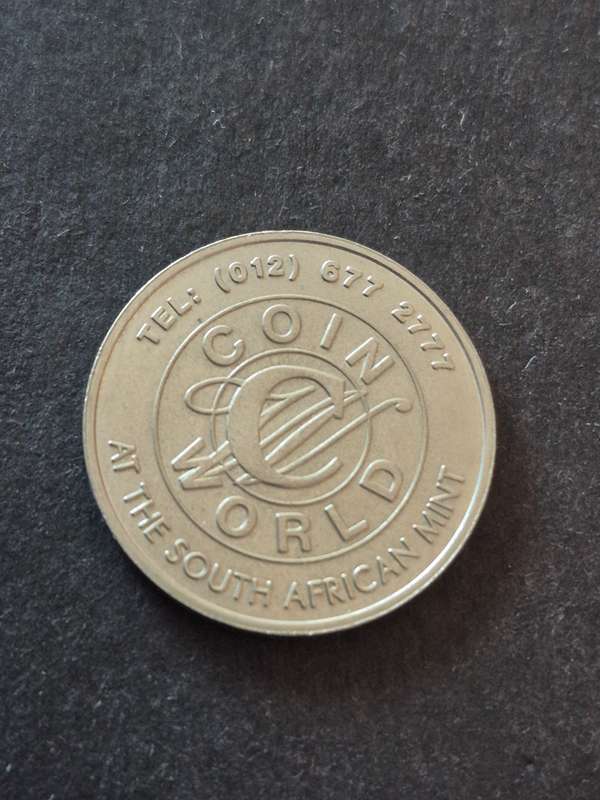 TEL: (012) 677 2777
COIN
C
WORLD
AT THE SOUTH AFRICAN MINT